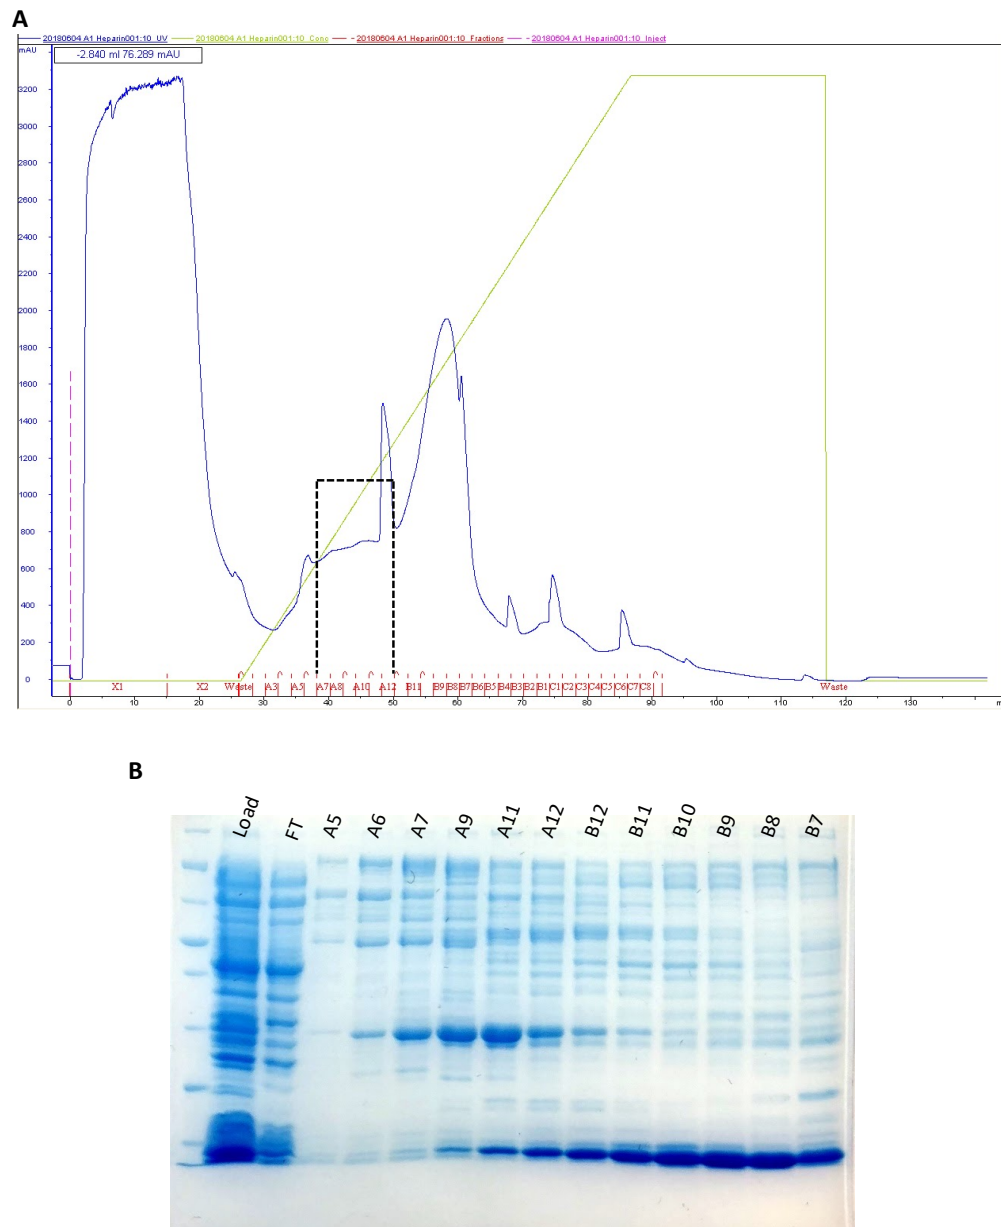 A
20180604 A1 Heparin001:10_UV 20180604 A1 Heparin001:10_Conc 20180604 A1 Heparin001:10_Fractions 20180604 A1 Heparin001:10_Inject
mAU
-2.840 ml 76.289 mAU
3200
3000
2800
2600
2400
2200
2000
1800
1600
1400
1200
1000
800
600
400
200
0
X1 X2 Waste A3 A5 A7 A8 A10 A12 B11 B9 B8 B7 B6 B5 B4 B3 B2 B1 C1 C2 C3 C4 C5 C6 C7 C8 Waste
0 10 20 30 40 50 60 70 80 90 100 110 120 130 m
B
Load FT A5 A6 A7 A9 A11 A12 B12 B11 B10 B9 B8 B7